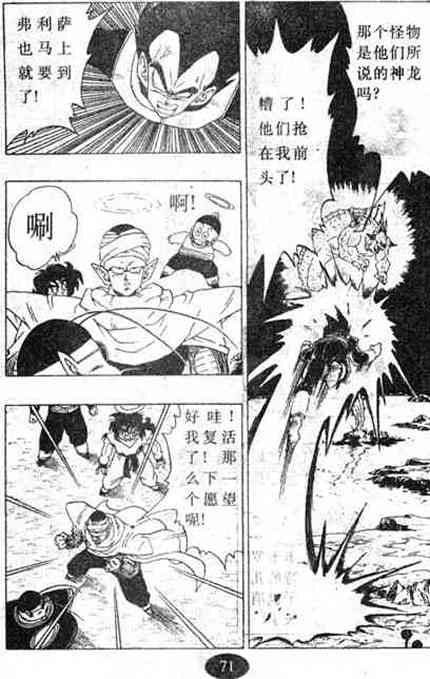 那个怪物
是他们所
说的神龙
吗？
糟了！
他们抢
在我前
头了！
弗利萨
也马上
就要到
了！
啊！
唰
好哇！
我复活
了！那
么下一
个愿望
呢！
71